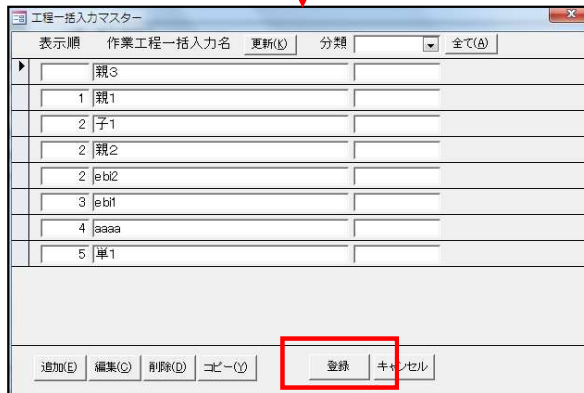 工程一括入力マスター
表示順 作業工程一括入力名 更新(K) 分類 全て(A)
親3
1 親1
2 子1
2 親2
2 ebi2
3 ebi1
4 aaaa
5 単1
追加(E) 編集(C) 削除(D) コピー(Y) 登録 キャンセル